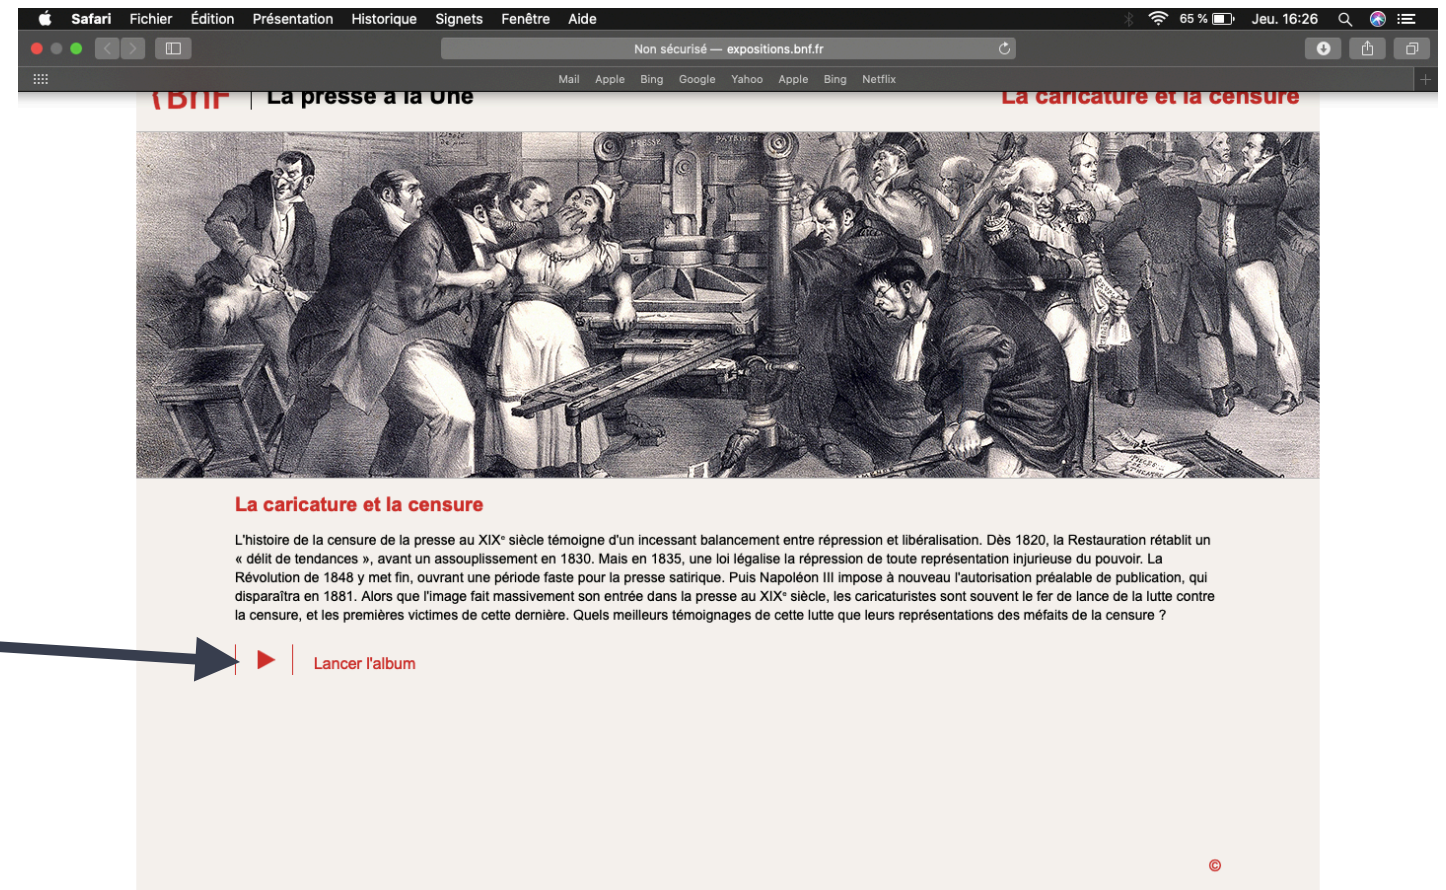 Safari Fichier Édition Présentation Historique Signets Fenêtre Aide 65 % Jeu. 16:26
Non sécurisé — expositions.bnf.fr
Mail Apple Bing Google Yahoo Apple Bing Netflix
BnF La presse à la Une La caricature et la censure
PRESSE PATRIOTE
PIECES
DE
THEATRE
La caricature et la censure
L'histoire de la censure de la presse au XIXe siècle témoigne d'un incessant balancement entre répression et libéralisation. Dès 1820, la Restauration rétablit un
« délit de tendances », avant un assouplissement en 1830. Mais en 1835, une loi légalise la répression de toute représentation injurieuse du pouvoir. La
Révolution de 1848 y met fin, ouvrant une période faste pour la presse satirique. Puis Napoléon III impose à nouveau l'autorisation préalable de publication, qui
disparaîtra en 1881. Alors que l'image fait massivement son entrée dans la presse au XIXe siècle, les caricaturistes sont souvent le fer de lance de la lutte contre
la censure, et les premières victimes de cette dernière. Quels meilleurs témoignages de cette lutte que leurs représentations des méfaits de la censure ?
Lancer l'album
©